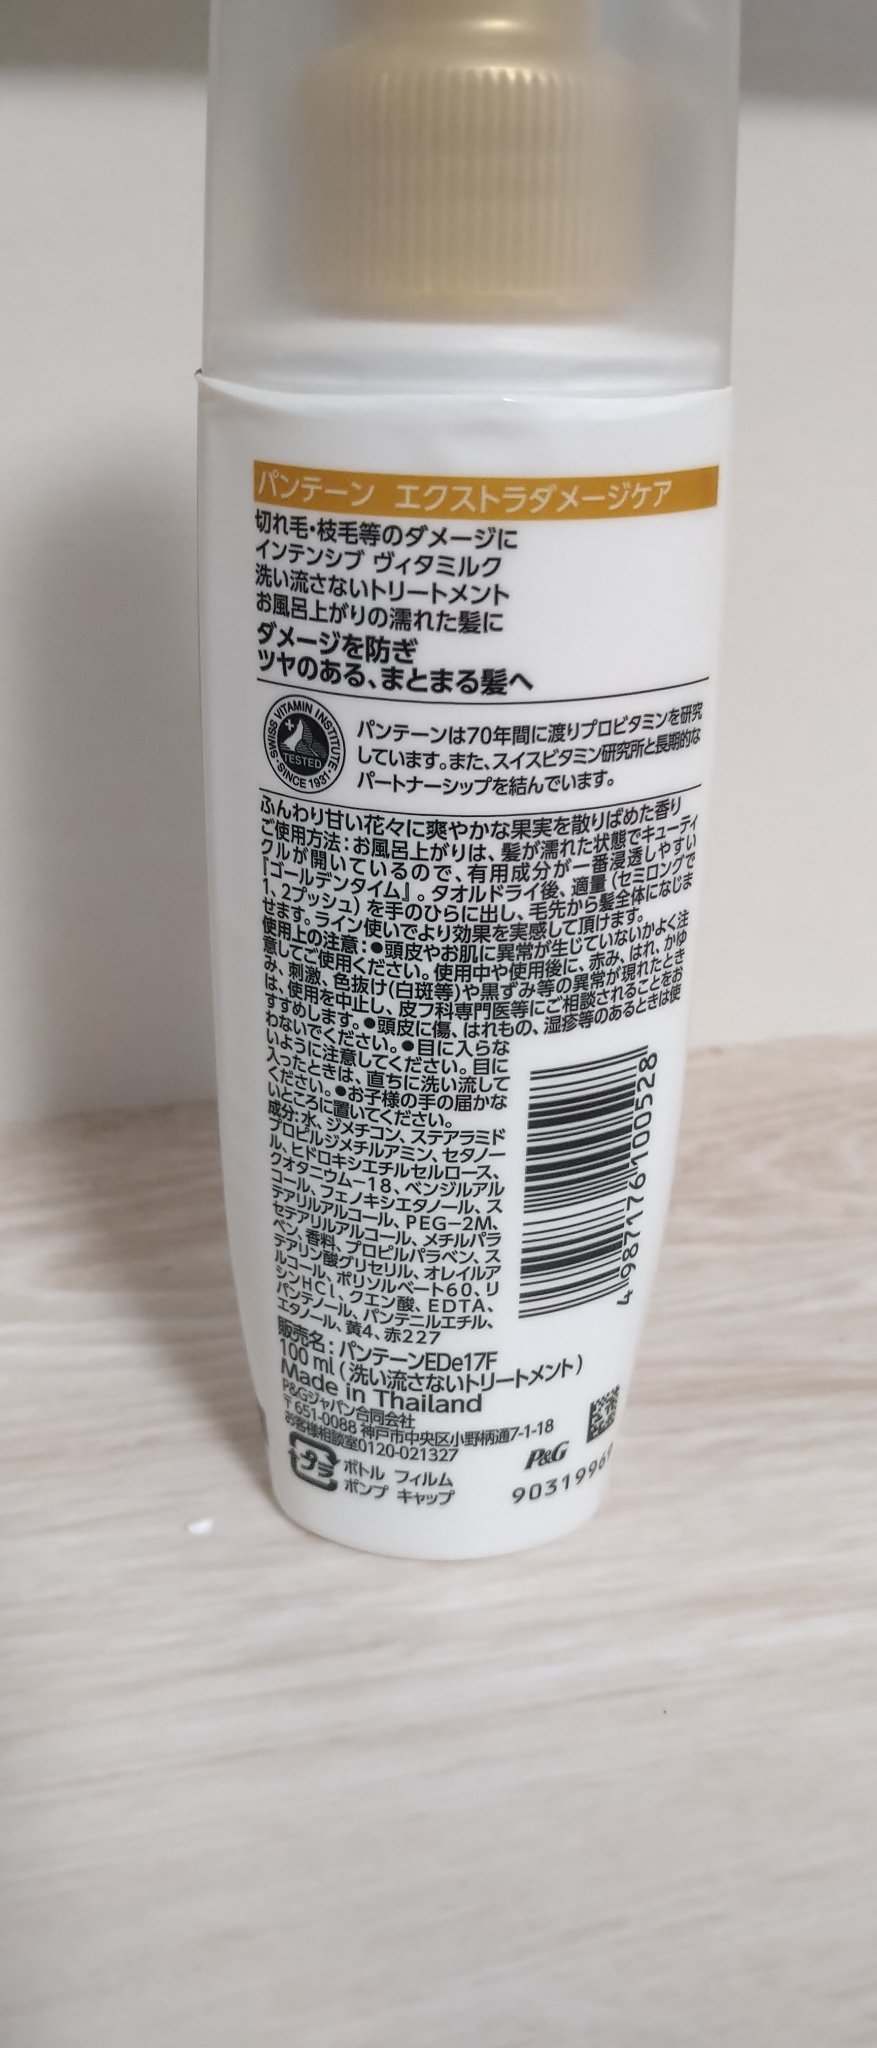 パンテーン エクストラダメージケア
切れ毛・枝毛等のダメージに
インテンシブ ヴィタミルク
洗い流さないトリートメント
お風呂上がりの濡れた髪に
ダメージを防ぎ
ツヤのある、まとまる髪へ
SWISS VITAMIN INSTITUTE
TESTED
SINCE 1931
パンテーンは70年間に渡りプロビタミンを研究
しています。また、スイスビタミン研究所と長期的な
パートナーシップを結んでいます。
ふんわり甘い花々に爽やかな果実を散りばめた香り
ご使用方法：お風呂上がりは、髪が濡れた状態でキューティ
クルが開いているので、有用成分が一番浸透しやすい
『ゴールデンタイム』。タオルドライ後、適量（セミロングで
1、2プッシュ）を手のひらに出し、毛先から髪全体になじま
せます。ライン使いでより効果を実感して頂けます。
使用上の注意：●頭皮やお肌に異常が生じていないかよく注
意してご使用ください。使用中や使用後に、赤み、はれ、かゆ
み、刺激、色抜け(白斑等)や黒ずみ等の異常が現れたとき
は、使用を中止し、皮フ科専門医等にご相談されることをお
すすめします。●頭皮に傷、はれもの、湿疹等のあるときは使
わないでください。●目に入らな
いように注意してください。目に
入ったときは、直ちに洗い流して
ください。●お子様の手の届かな
いところに置いてください。
成分:水、ジメチコン、ステアラミド
プロピルジメチルアミン、セタノー
ル、ヒドロキシエチルセルロース、
クオタニウム-18、ベンジルアル
コール、フェノキシエタノール、ス
テアリルアルコール、PEG-2M、
セテアリルアルコール、メチルパラ
ベン、香料、プロピルパラベン、ス
テアリン酸グリセリル、オレイルア
ルコール、ポリソルベート60、リ
シンHCl、クエン酸、EDTA、
パンテノール、パンテニルエチル、
エタノール、黄4、赤227
4987176100528
販売名：パンテーンEDe17F
100 ml（洗い流さないトリートメント）
Made in Thailand
P&Gジャパン合同会社
〒651-0088 神戸市中央区小野柄通7-1-18
お客様相談室0120-021327
プラ
ボトル フィルム
ポンプ キャップ
P&G
90319969